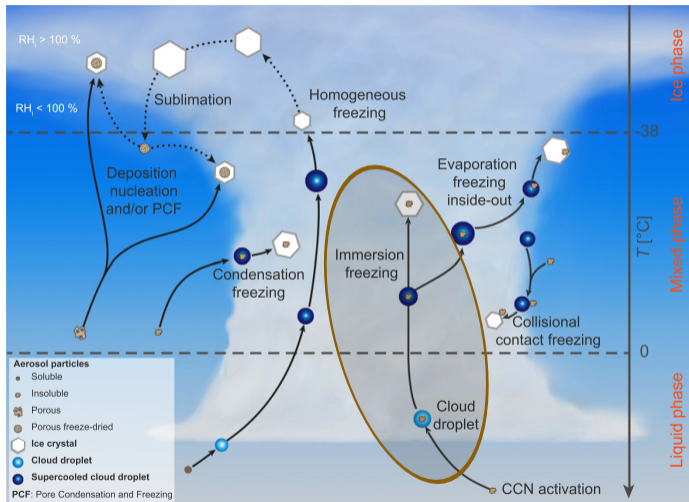 RHi > 100 %
RHi < 100 %
Sublimation
Homogeneous
freezing
Deposition
nucleation
and/or PCF
Condensation
freezing
Immersion
freezing
Evaporation
freezing
inside-out
Collisional
contact freezing
Cloud
droplet
CCN activation
-38
0
T [°C]
Ice phase
Mixed-phase
Liquid phase
Aerosol particles
Soluble
Insoluble
Porous
Porous freeze-dried
Ice crystal
Cloud droplet
Supercooled cloud droplet
PCF: Pore Condensation and Freezing